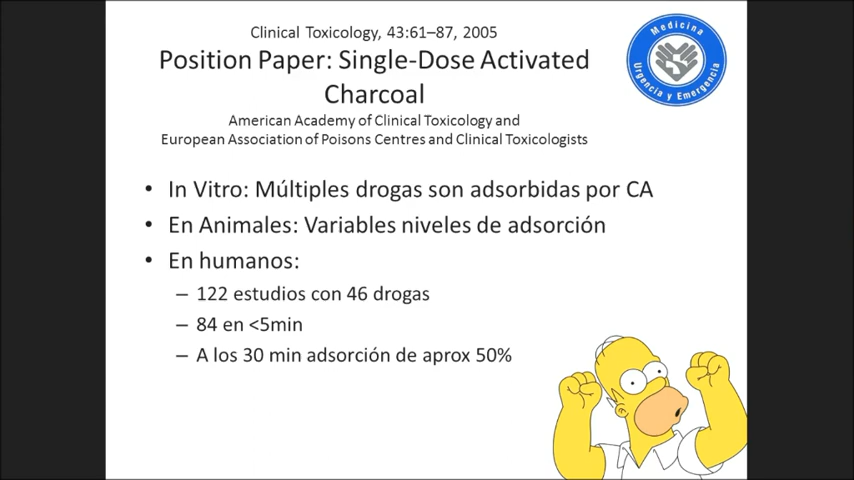 Clinical Toxicology, 43:61–87, 2005
Position Paper: Single-Dose Activated
Charcoal
American Academy of Clinical Toxicology and
European Association of Poisons Centres and Clinical Toxicologists
Medicina
Urgencia y Emergencia
• In Vitro: Múltiples drogas son adsorbidas por CA
• En Animales: Variables niveles de adsorción
• En humanos:
– 122 estudios con 46 drogas
– 84 en <5min
– A los 30 min adsorción de aprox 50%